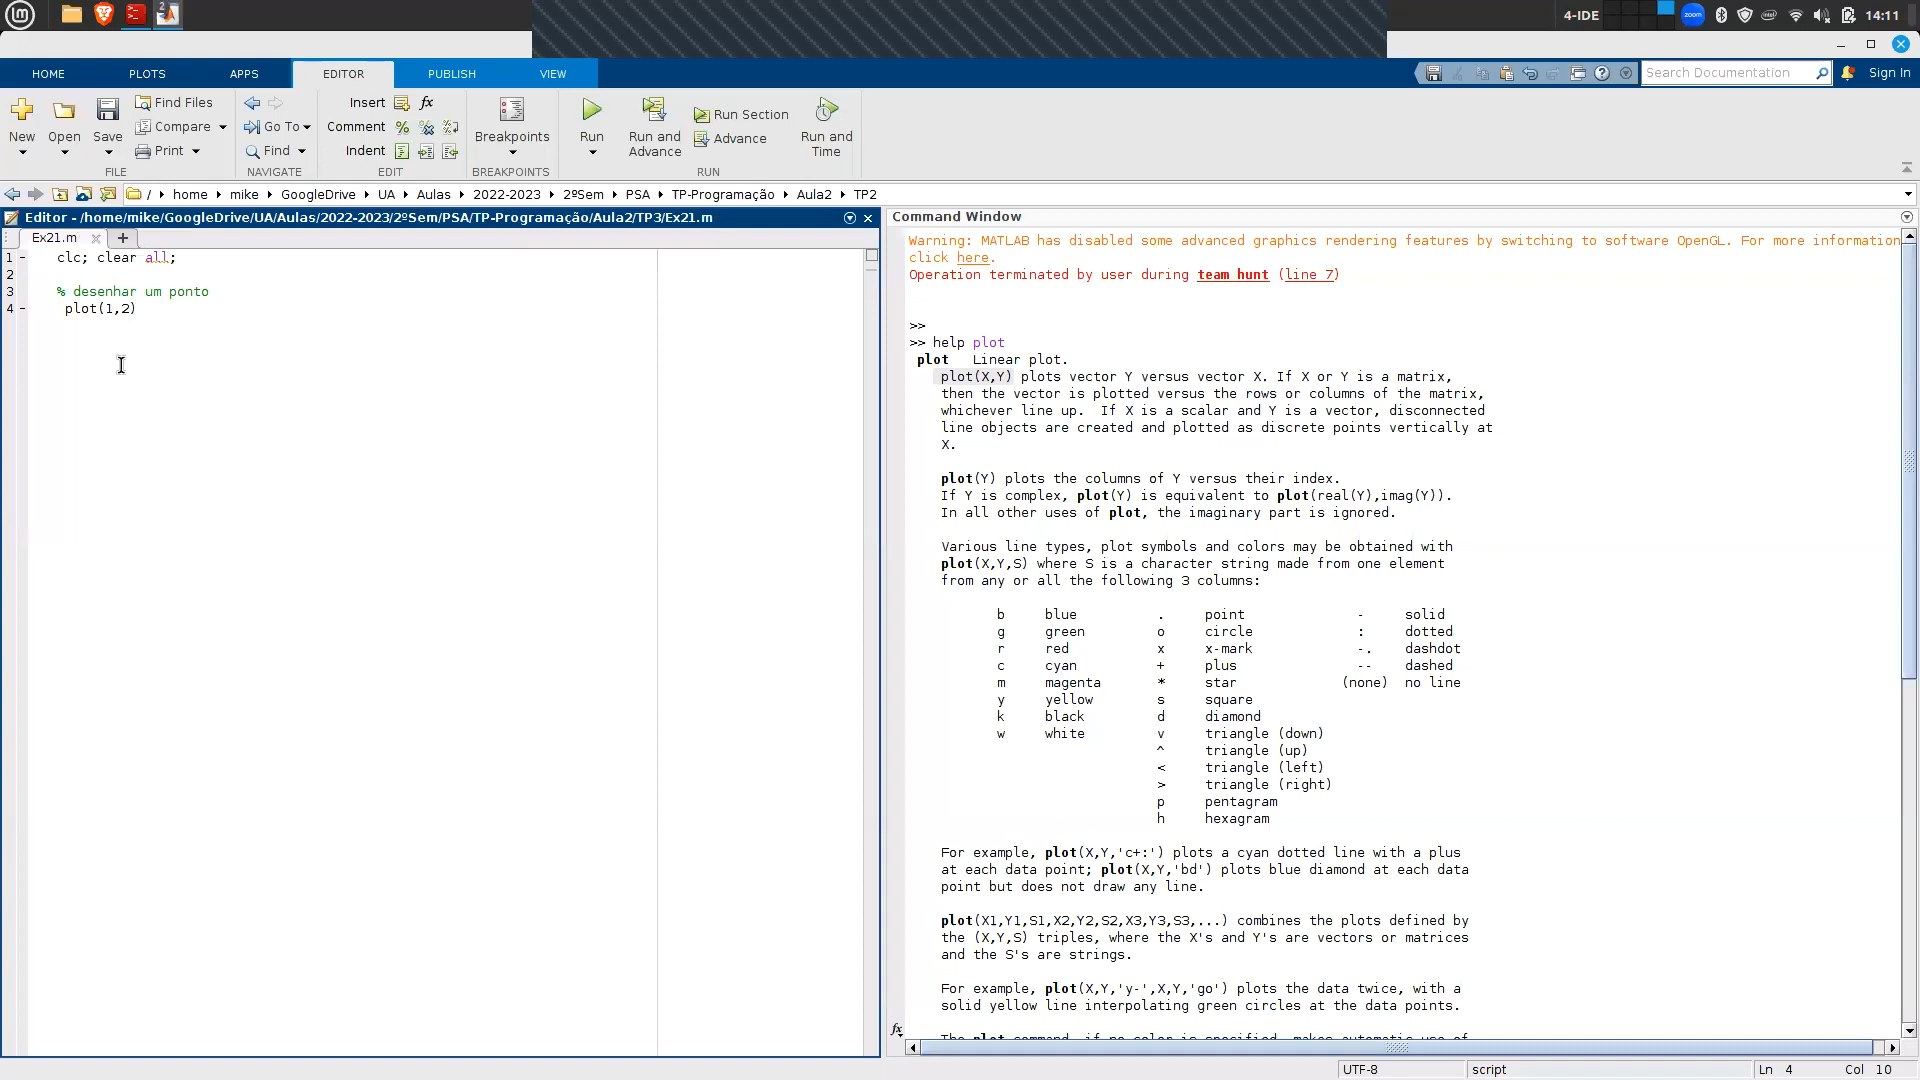 4-IDE zoom 14:11
HOME PLOTS APPS EDITOR PUBLISH VIEW Search Documentation Sign In
New Open Save Find Files Compare Print
FILE
Go To Find
NAVIGATE
Insert fx Comment Indent
EDIT
Breakpoints
BREAKPOINTS
Run Run and Advance Run Section Advance Run and Time
RUN
/ home mike GoogleDrive UA Aulas 2022-2023 2ºSem PSA TP-Programação Aula2 TP2
Editor - /home/mike/GoogleDrive/UA/Aulas/2022-2023/2ºSem/PSA/TP-Programação/Aula2/TP3/Ex21.m
Ex21.m
1 - clc; clear all;
2
3 % desenhar um ponto
4 - plot(1,2)
Command Window
Warning: MATLAB has disabled some advanced graphics rendering features by switching to software OpenGL. For more information
click here.
Operation terminated by user during team hunt (line 7)
>>
>> help plot
plot Linear plot.
plot(X,Y) plots vector Y versus vector X. If X or Y is a matrix,
then the vector is plotted versus the rows or columns of the matrix,
whichever line up. If X is a scalar and Y is a vector, disconnected
line objects are created and plotted as discrete points vertically at
X.
plot(Y) plots the columns of Y versus their index.
If Y is complex, plot(Y) is equivalent to plot(real(Y),imag(Y)).
In all other uses of plot, the imaginary part is ignored.
Various line types, plot symbols and colors may be obtained with
plot(X,Y,S) where S is a character string made from one element
from any or all the following 3 columns:
b blue . point - solid
g green o circle : dotted
r red x x-mark -. dashdot
c cyan + plus -- dashed
m magenta * star (none) no line
y yellow s square
k black d diamond
w white v triangle (down)
^ triangle (up)
< triangle (left)
> triangle (right)
p pentagram
h hexagram
For example, plot(X,Y,'c+:') plots a cyan dotted line with a plus
at each data point; plot(X,Y,'bd') plots blue diamond at each data
point but does not draw any line.
plot(X1,Y1,S1,X2,Y2,S2,X3,Y3,S3,...) combines the plots defined by
the (X,Y,S) triples, where the X's and Y's are vectors or matrices
and the S's are strings.
For example, plot(X,Y,'y-',X,Y,'go') plots the data twice, with a
solid yellow line interpolating green circles at the data points.
The plot command, if no color is specified, makes automatic use of
fx
UTF-8 script Ln 4 Col 10